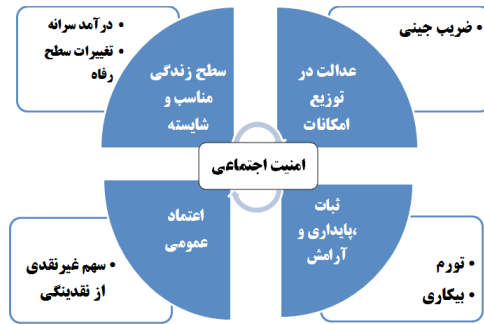 • ضریب جینی
• درآمد سرانه
• تغییرات سطح
رفاه
عدالت در
توزیع
امکانات
سطح زندگی
مناسب و
شایسته
امنیت اجتماعی
ثبات
،پایداری و
آرامش
اعتماد
عمومی
• تورم
• بیکاری
• سهم غیرنقدی
از نقدینگی